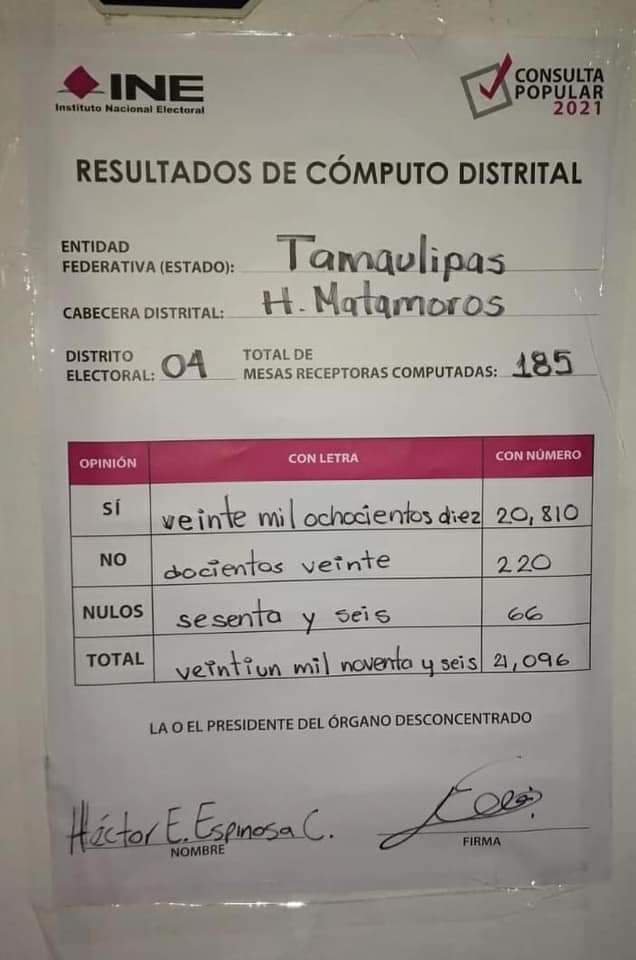 INE
Instituto Nacional Electoral
CONSULTA
POPULAR
2021
RESULTADOS DE CÓMPUTO DISTRITAL
ENTIDAD
FEDERATIVA (ESTADO): Tamaulipas
CABECERA DISTRITAL: H. Matamoros
DISTRITO
ELECTORAL: 04
TOTAL DE
MESAS RECEPTORAS COMPUTADAS: 185
OPINIÓN CON LETRA CON NÚMERO
SÍ veinte mil ochocientos diez 20,810
NO docientos veinte 220
NULOS sesenta y seis 66
TOTAL veintiun mil noventa y seis 21,096
LA O EL PRESIDENTE DEL ÓRGANO DESCONCENTRADO
Héctor E. Espinosa C.
NOMBRE
FIRMA